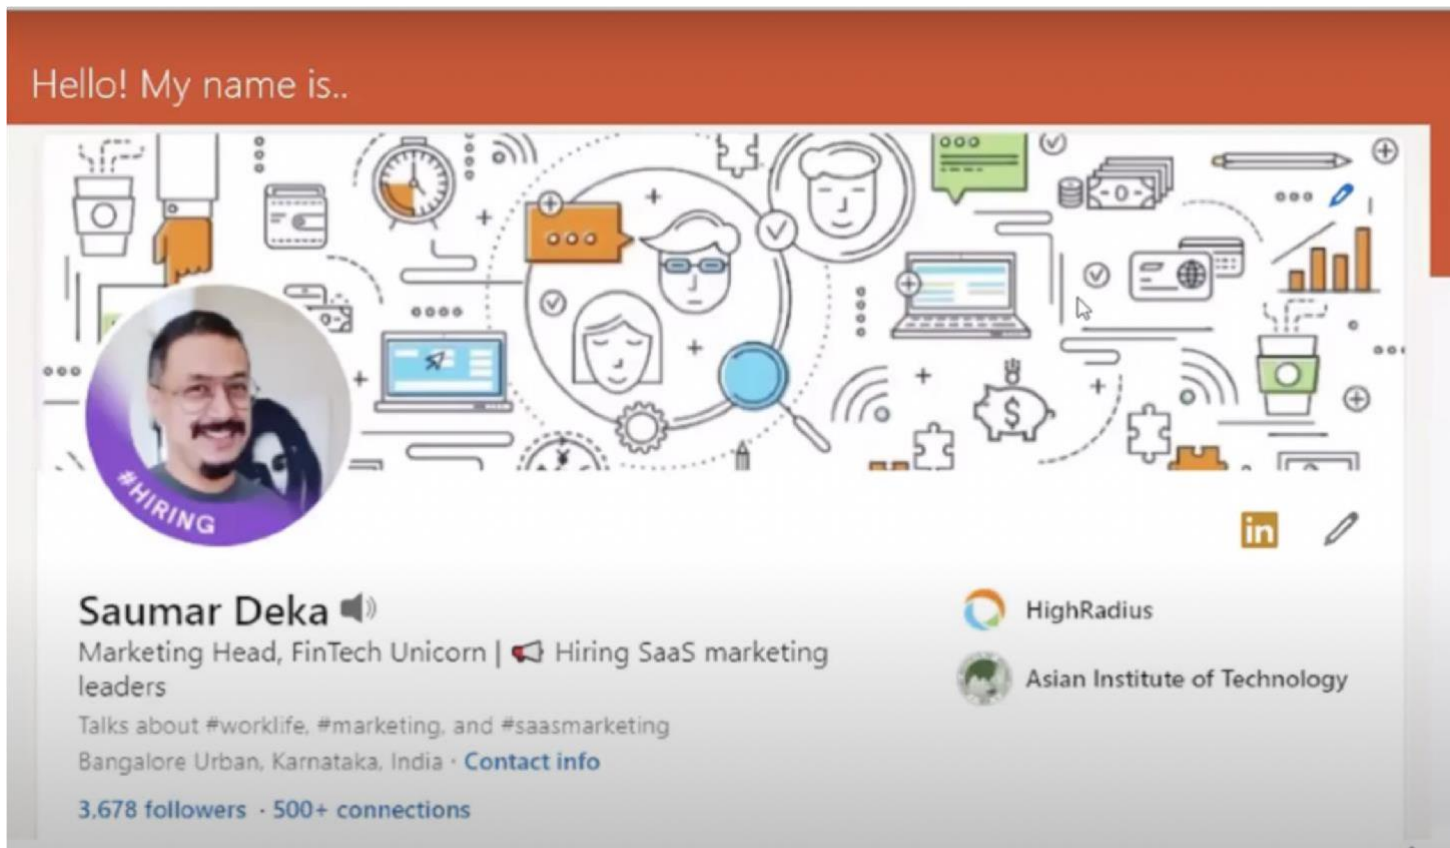 Hello! My name is..
#HIRING
in
Saumar Deka
Marketing Head, FinTech Unicorn | Hiring SaaS marketing
leaders
Talks about #worklife, #marketing, and #saasmarketing
Bangalore Urban, Karnataka, India · Contact info
3,678 followers · 500+ connections
HighRadius
Asian Institute of Technology